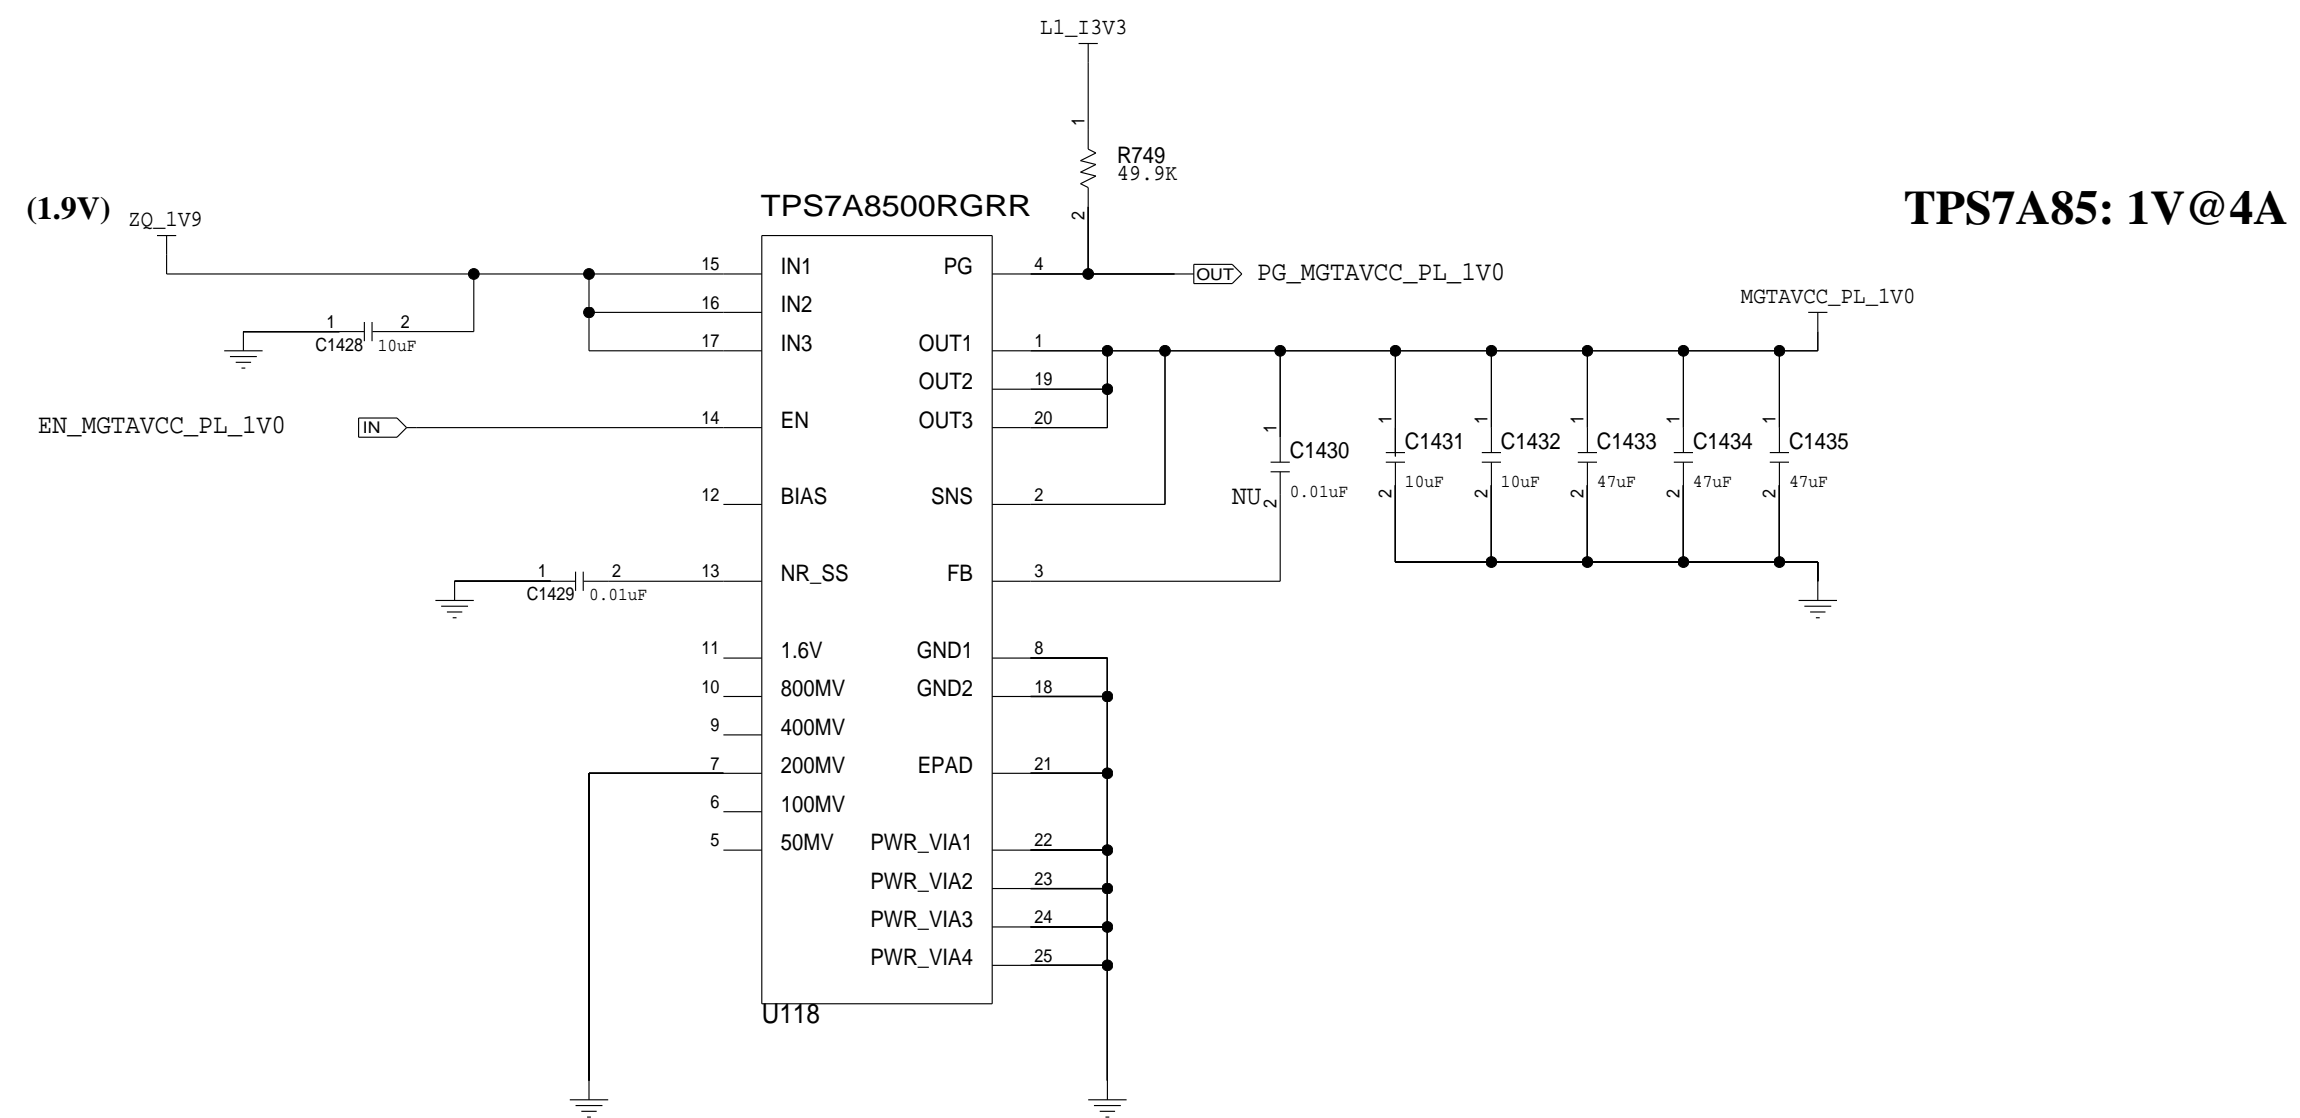 L1_I3V3
1
R749
49.9K
2
(1.9V) ZQ_1V9
TPS7A8500RGRR
TPS7A85: 1V@4A
15 IN1 PG 4 OUT PG_MGTAVCC_PL_1V0
16 IN2
MGTAVCC_PL_1V0
1 2
C1428 10uF
17 IN3 OUT1 1
OUT2 19
EN_MGTAVCC_PL_1V0 IN 14 EN OUT3 20
1 1 1 1 1 1
C1430 C1431 C1432 C1433 C1434 C1435
NU 0.01uF 10uF 10uF 47uF 47uF 47uF
2 2 2 2 2 2
12 BIAS SNS 2
1 2 13 NR_SS FB 3
C1429 0.01uF
11 1.6V GND1 8
10 800MV GND2 18
9 400MV
7 200MV EPAD 21
6 100MV
5 50MV PWR_VIA1 22
PWR_VIA2 23
PWR_VIA3 24
PWR_VIA4 25
U118